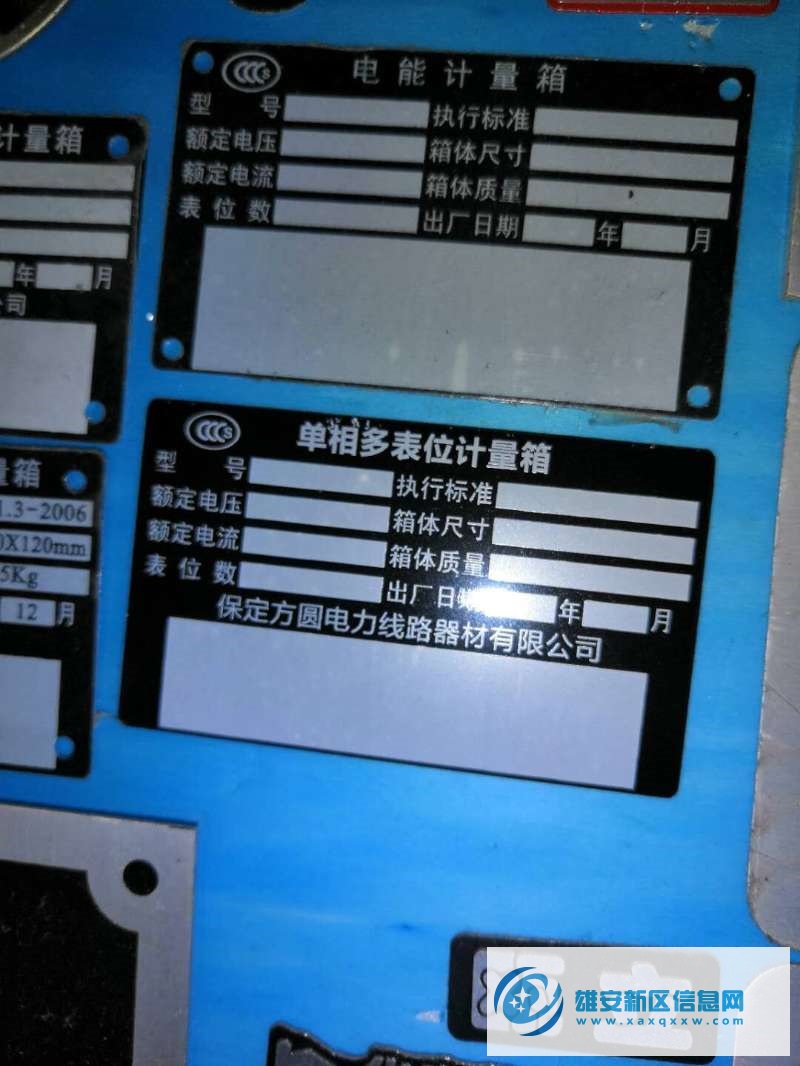 电能计量箱
型号 执行标准
额定电压 箱体尺寸
额定电流 箱体质量
表位数 出厂日期 年 月
计量箱
年 月
公司
单相多表位计量箱
型号 执行标准
额定电压 箱体尺寸
额定电流 箱体质量
表位数 出厂日期 年 月
保定方圆电力线路器材有限公司
量箱
1.3-2006
0X120mm
5Kg
12 月
雄安新区信息网
www.xaxqxxw.com